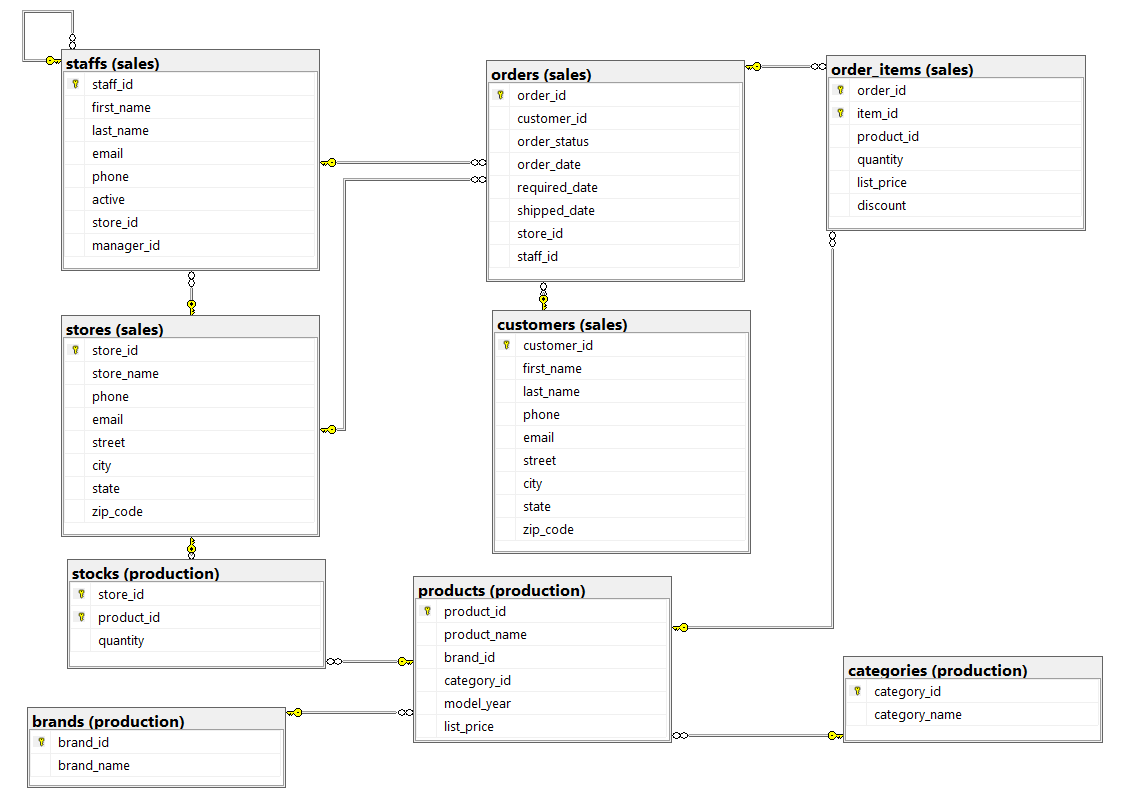 staffs (sales)
staff_id
first_name
last_name
email
phone
active
store_id
manager_id
orders (sales)
order_id
customer_id
order_status
order_date
required_date
shipped_date
store_id
staff_id
order_items (sales)
order_id
item_id
product_id
quantity
list_price
discount
stores (sales)
store_id
store_name
phone
email
street
city
state
zip_code
customers (sales)
customer_id
first_name
last_name
phone
email
street
city
state
zip_code
stocks (production)
store_id
product_id
quantity
products (production)
product_id
product_name
brand_id
category_id
model_year
list_price
categories (production)
category_id
category_name
brands (production)
brand_id
brand_name